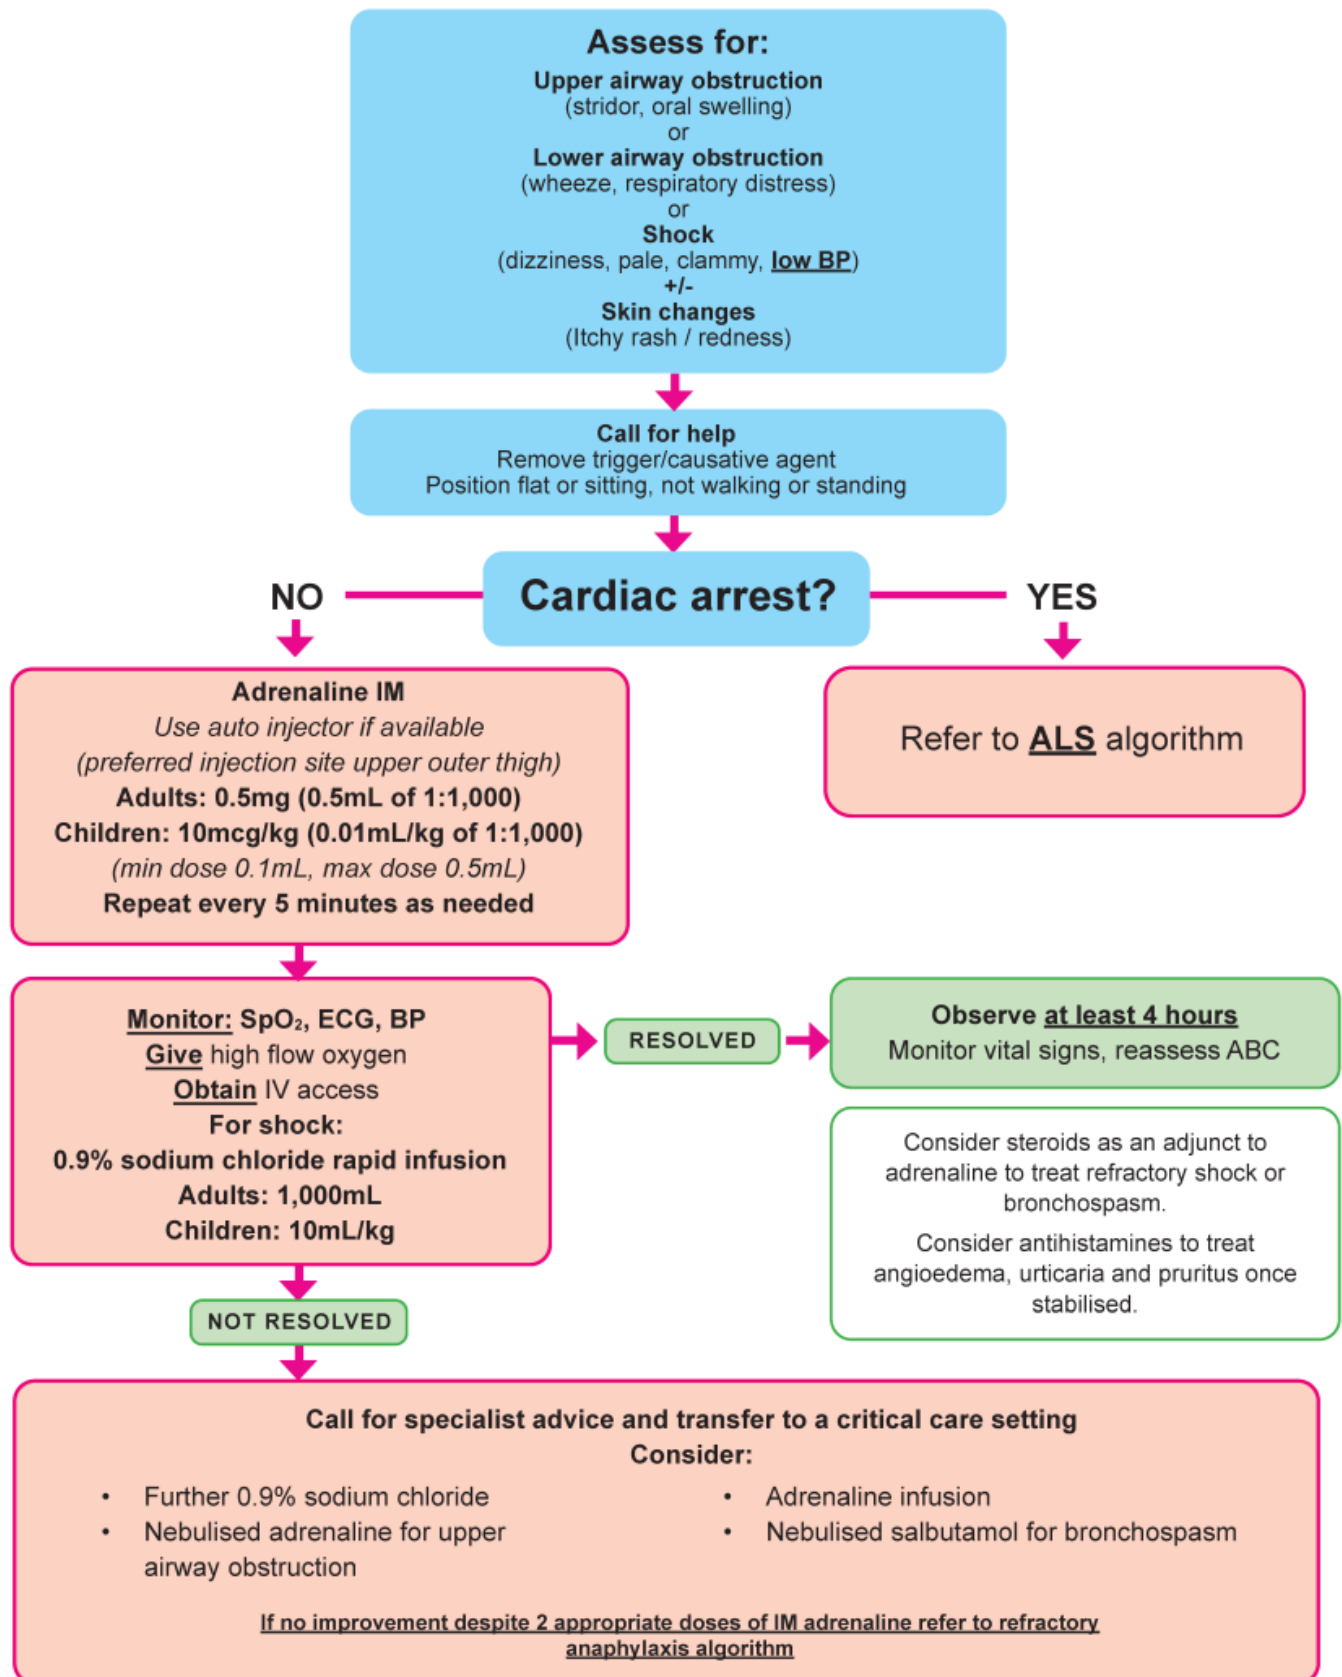 Assess for:
Upper airway obstruction
(stridor, oral swelling)
or
Lower airway obstruction
(wheeze, respiratory distress)
or
Shock
(dizziness, pale, clammy, low BP)
+/-
Skin changes
(Itchy rash / redness)
Call for help
Remove trigger/causative agent
Position flat or sitting, not walking or standing
Cardiac arrest?
NO
YES
Adrenaline IM
Use auto injector if available
(preferred injection site upper outer thigh)
Adults: 0.5mg (0.5mL of 1:1,000)
Children: 10mcg/kg (0.01mL/kg of 1:1,000)
(min dose 0.1mL, max dose 0.5mL)
Repeat every 5 minutes as needed
Refer to ALS algorithm
Monitor: SpO₂, ECG, BP
Give high flow oxygen
Obtain IV access
For shock:
0.9% sodium chloride rapid infusion
Adults: 1,000mL
Children: 10mL/kg
RESOLVED
Observe at least 4 hours
Monitor vital signs, reassess ABC
Consider steroids as an adjunct to
adrenaline to treat refractory shock or
bronchospasm.
Consider antihistamines to treat
angioedema, urticaria and pruritus once
stabilised.
NOT RESOLVED
Call for specialist advice and transfer to a critical care setting
Consider:
• Further 0.9% sodium chloride
• Nebulised adrenaline for upper
airway obstruction
• Adrenaline infusion
• Nebulised salbutamol for bronchospasm
If no improvement despite 2 appropriate doses of IM adrenaline refer to refractory
anaphylaxis algorithm